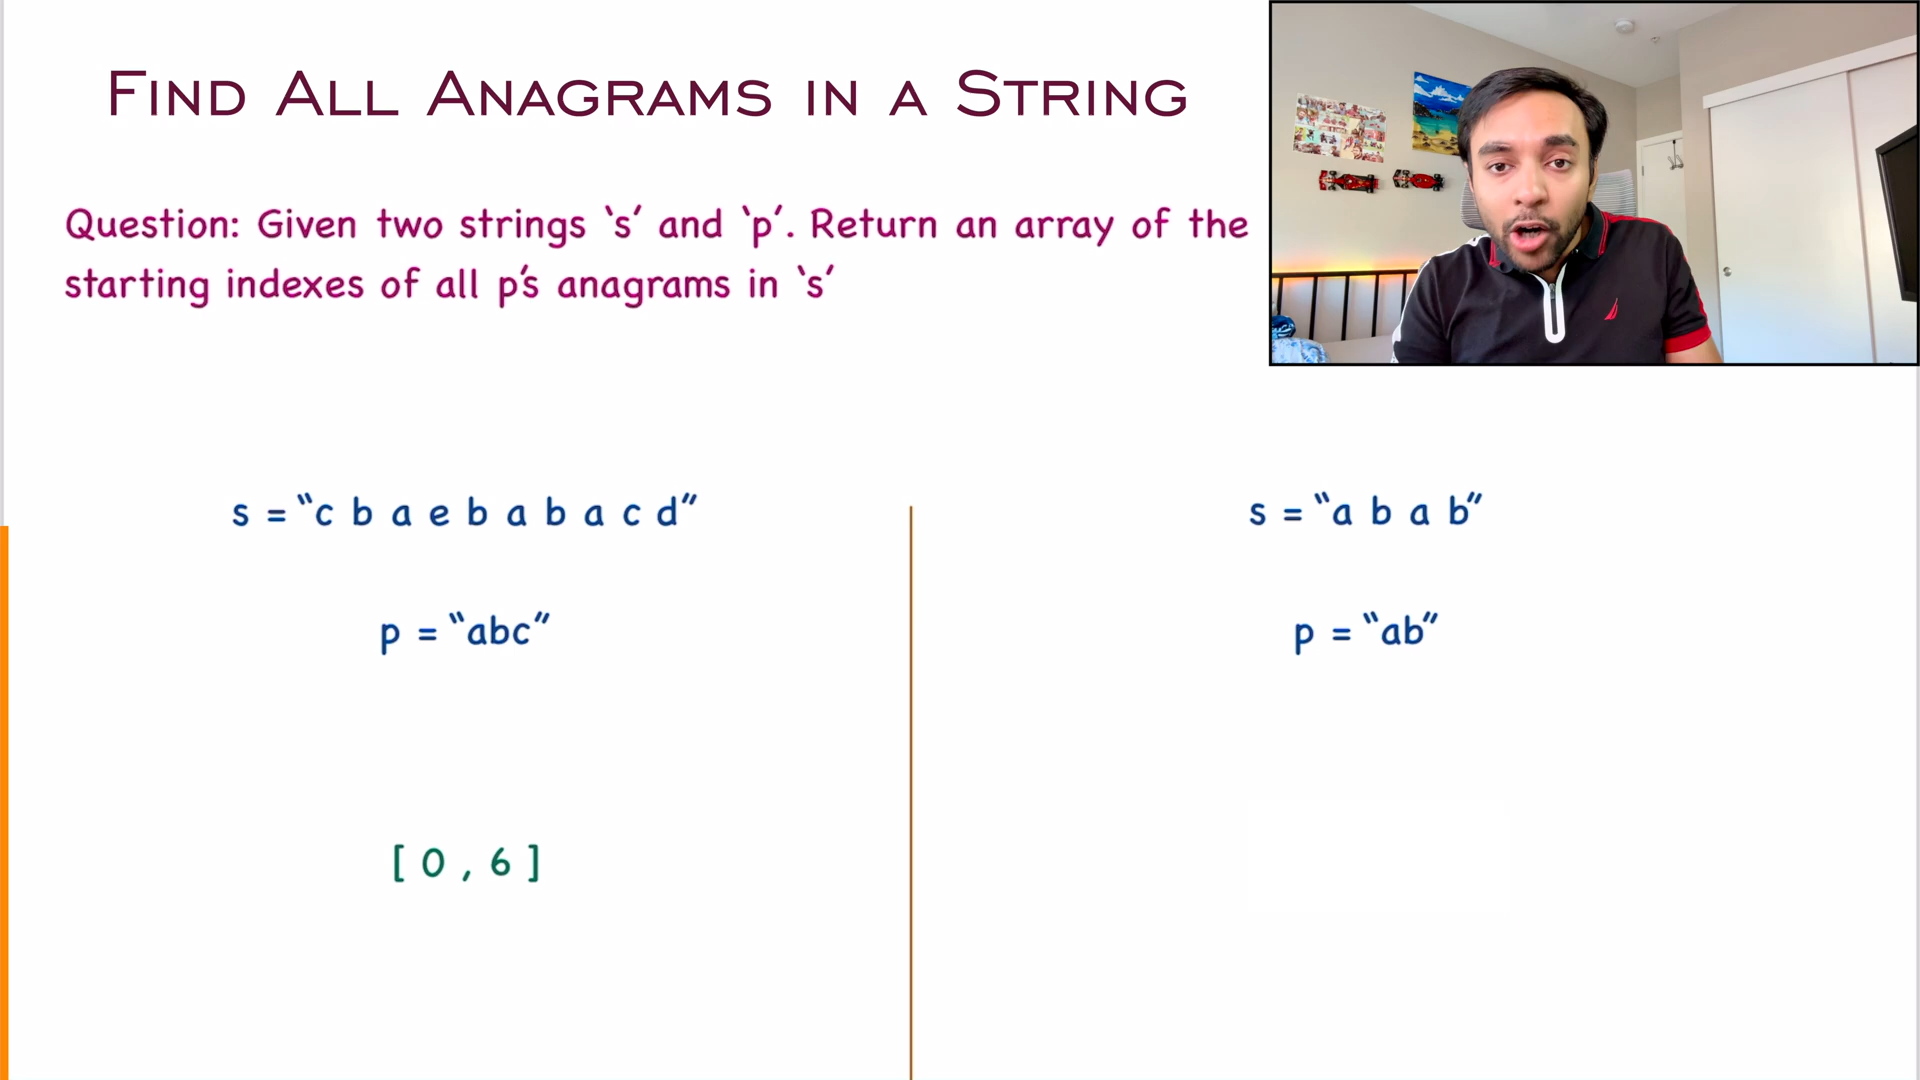 FIND ALL ANAGRAMS IN A STRING
Question: Given two strings ‘s’ and ‘p’. Return an array of the
starting indexes of all p’s anagrams in ‘s’
s = “c b a e b a b a c d”
p = “abc”
[ 0 , 6 ]
s = “a b a b”
p = “ab”